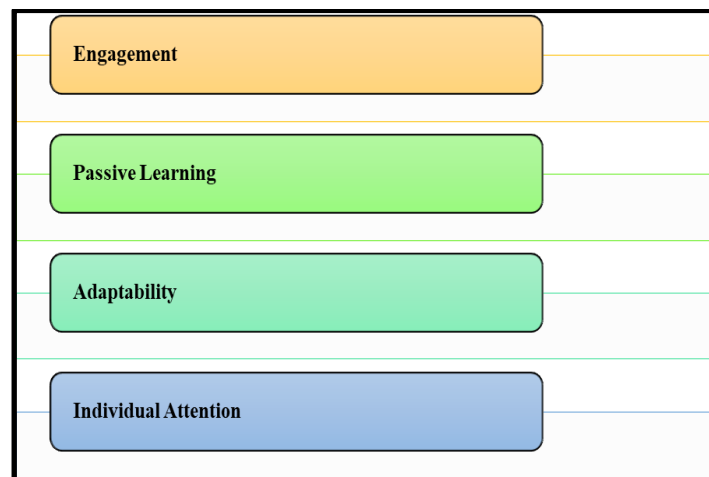 Engagement
Passive Learning
Adaptability
Individual Attention